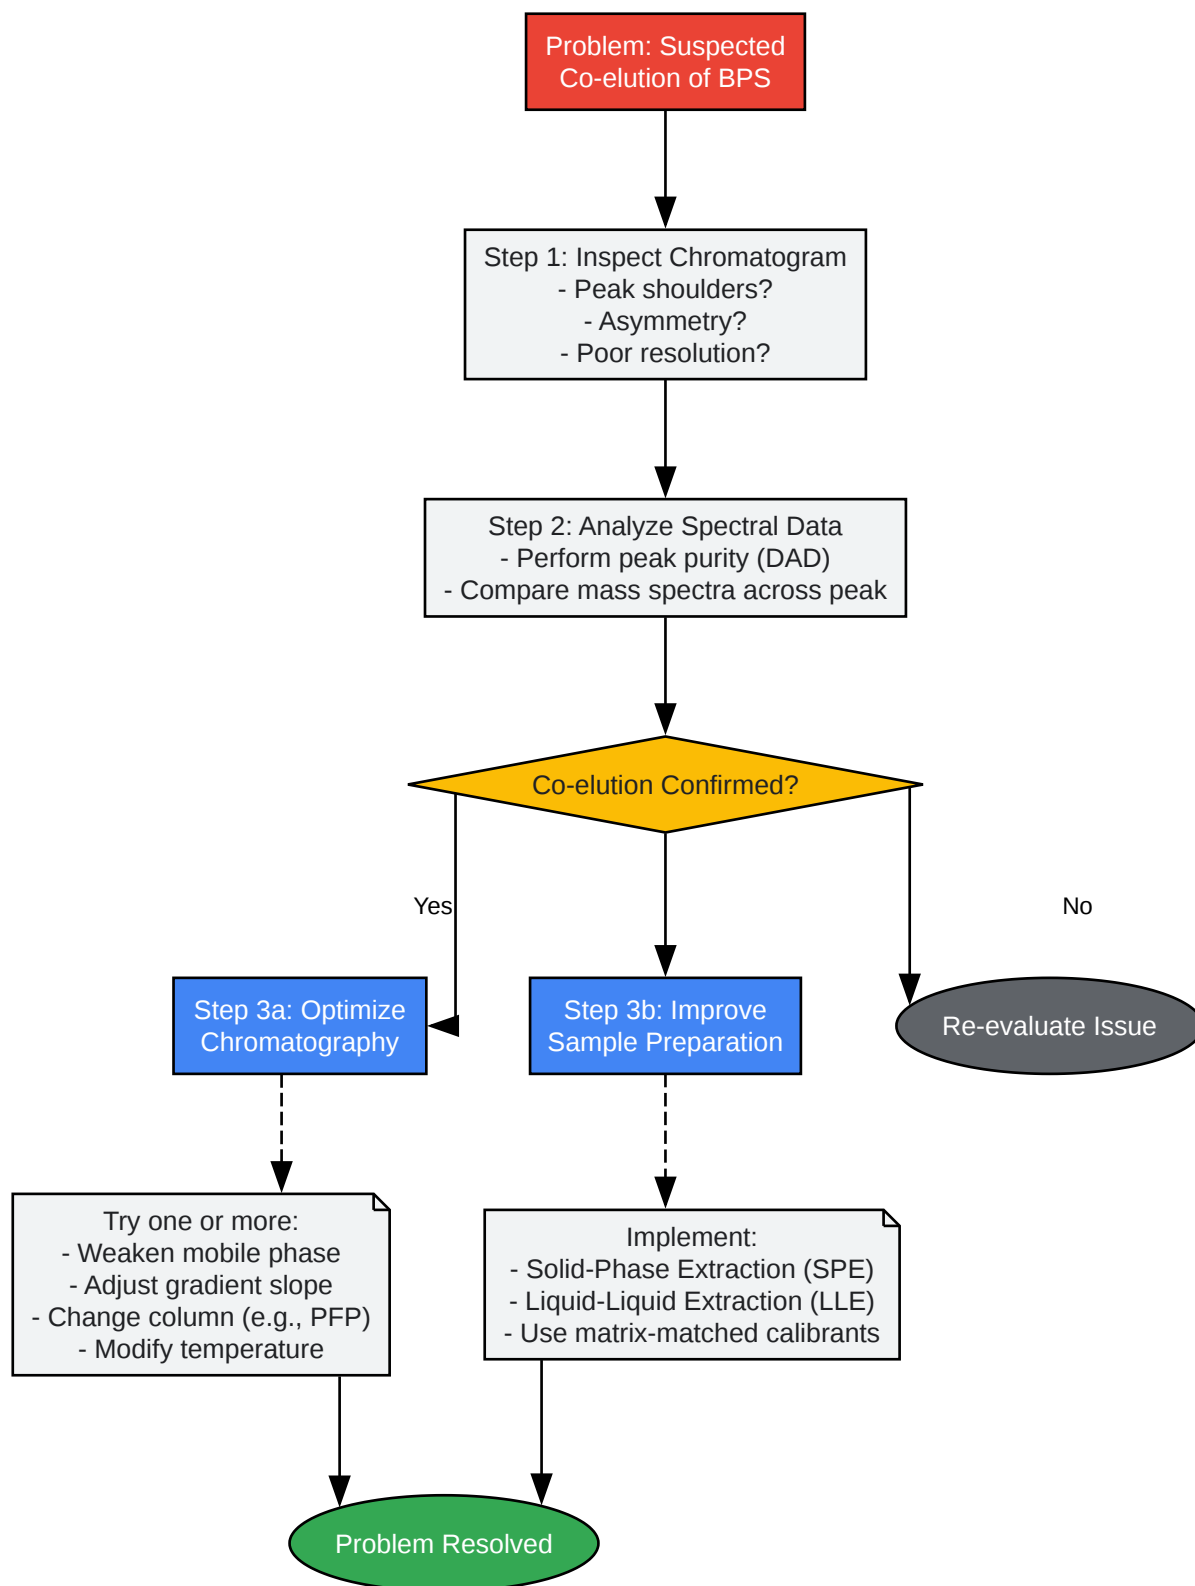 Problem: Suspected
Co-elution of BPS
Step 1: Inspect Chromatogram
- Peak shoulders?
- Asymmetry?
- Poor resolution?
Step 2: Analyze Spectral Data
- Perform peak purity (DAD)
- Compare mass spectra across peak
Co-elution Confirmed?
Yes
No
Step 3a: Optimize
Chromatography
Step 3b: Improve
Sample Preparation
Re-evaluate Issue
Try one or more:
- Weaken mobile phase
- Adjust gradient slope
- Change column (e.g., PFP)
- Modify temperature
Implement:
- Solid-Phase Extraction (SPE)
- Liquid-Liquid Extraction (LLE)
- Use matrix-matched calibrants
Problem Resolved